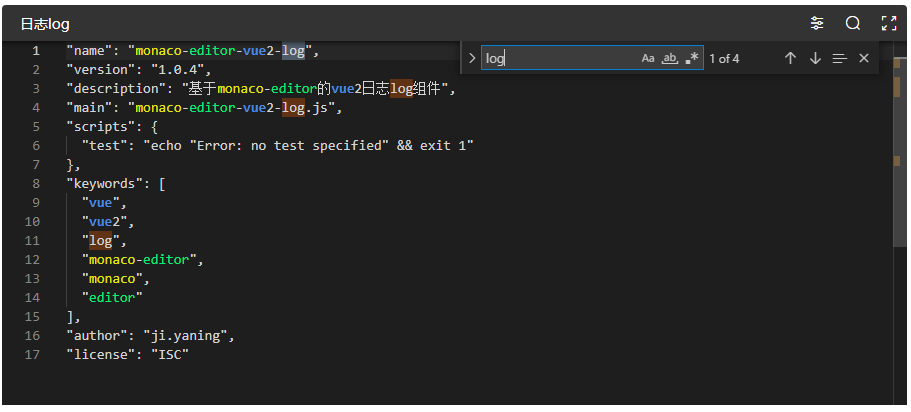 日志log
log
Aa
ab
.*
1 of 4
1 "name": "monaco-editor-vue2-log",
2 "version": "1.0.4",
3 "description": "基于monaco-editor的vue2日志log组件",
4 "main": "monaco-editor-vue2-log.js",
5 "scripts": {
6 "test": "echo "Error: no test specified" && exit 1"
7 },
8 "keywords": [
9 "vue",
10 "vue2",
11 "log",
12 "monaco-editor",
13 "monaco",
14 "editor"
15 ],
16 "author": "ji.yaning",
17 "license": "ISC"